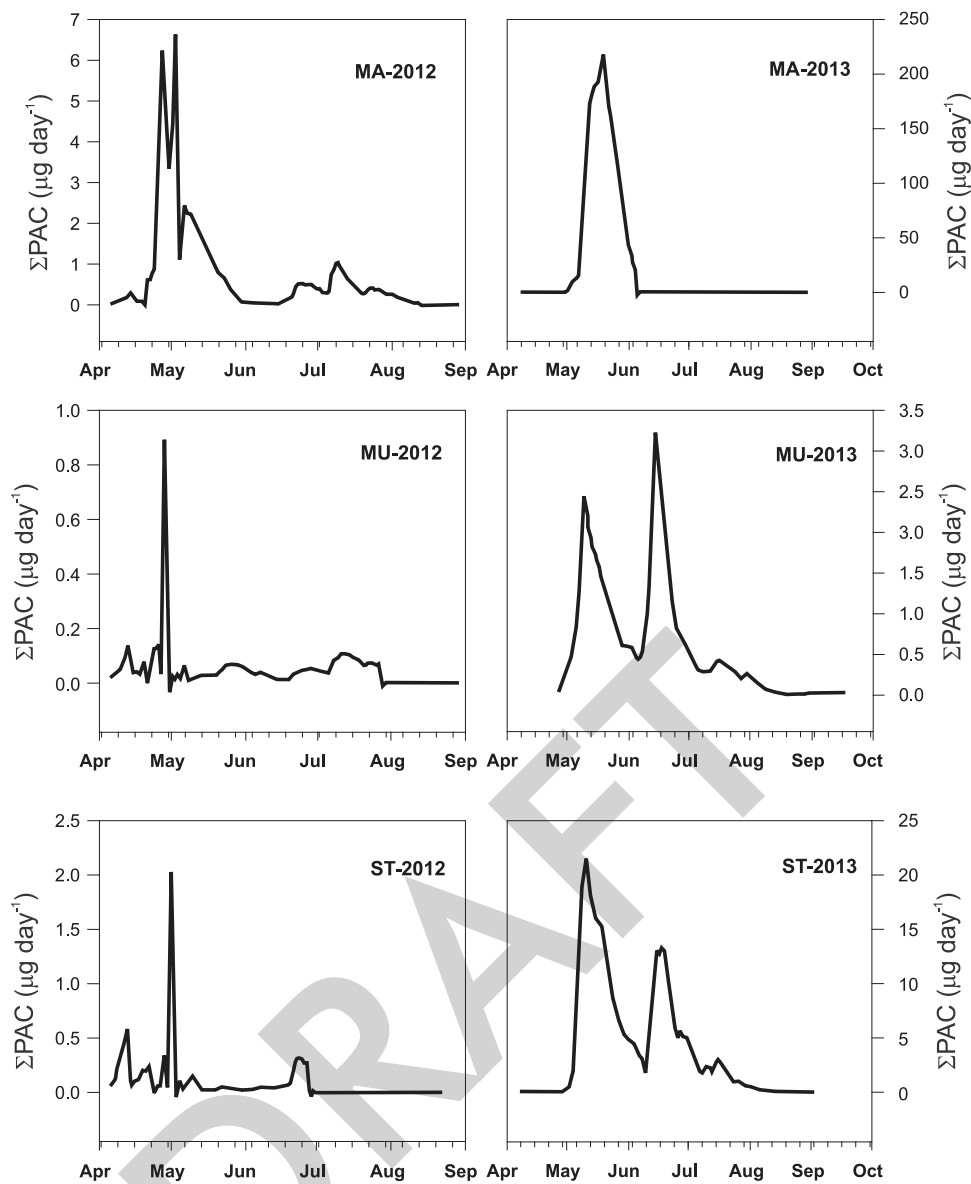 7
6
5
4
3
2
1
0
ΣPAC (μg day⁻¹)
MA-2012
Apr May Jun Jul Aug Sep
250
200
150
100
50
0
ΣPAC (μg day⁻¹)
MA-2013
Apr May Jun Jul Aug Sep Oct
1.0
0.8
0.6
0.4
0.2
0.0
ΣPAC (μg day⁻¹)
MU-2012
Apr May Jun Jul Aug Sep
3.5
3.0
2.5
3.0
1.5
1.0
0.5
0.0
ΣPAC (μg day⁻¹)
MU-2013
Apr May Jun Jul Aug Sep Oct
2.5
2.0
1.5
1.0
0.5
0.0
ΣPAC (μg day⁻¹)
ST-2012
Apr May Jun Jul Aug Sep
25
20
15
10
5
0
ΣPAC (μg day⁻¹)
ST-2013
Apr May Jun Jul Aug Sep Oct
DRAFT